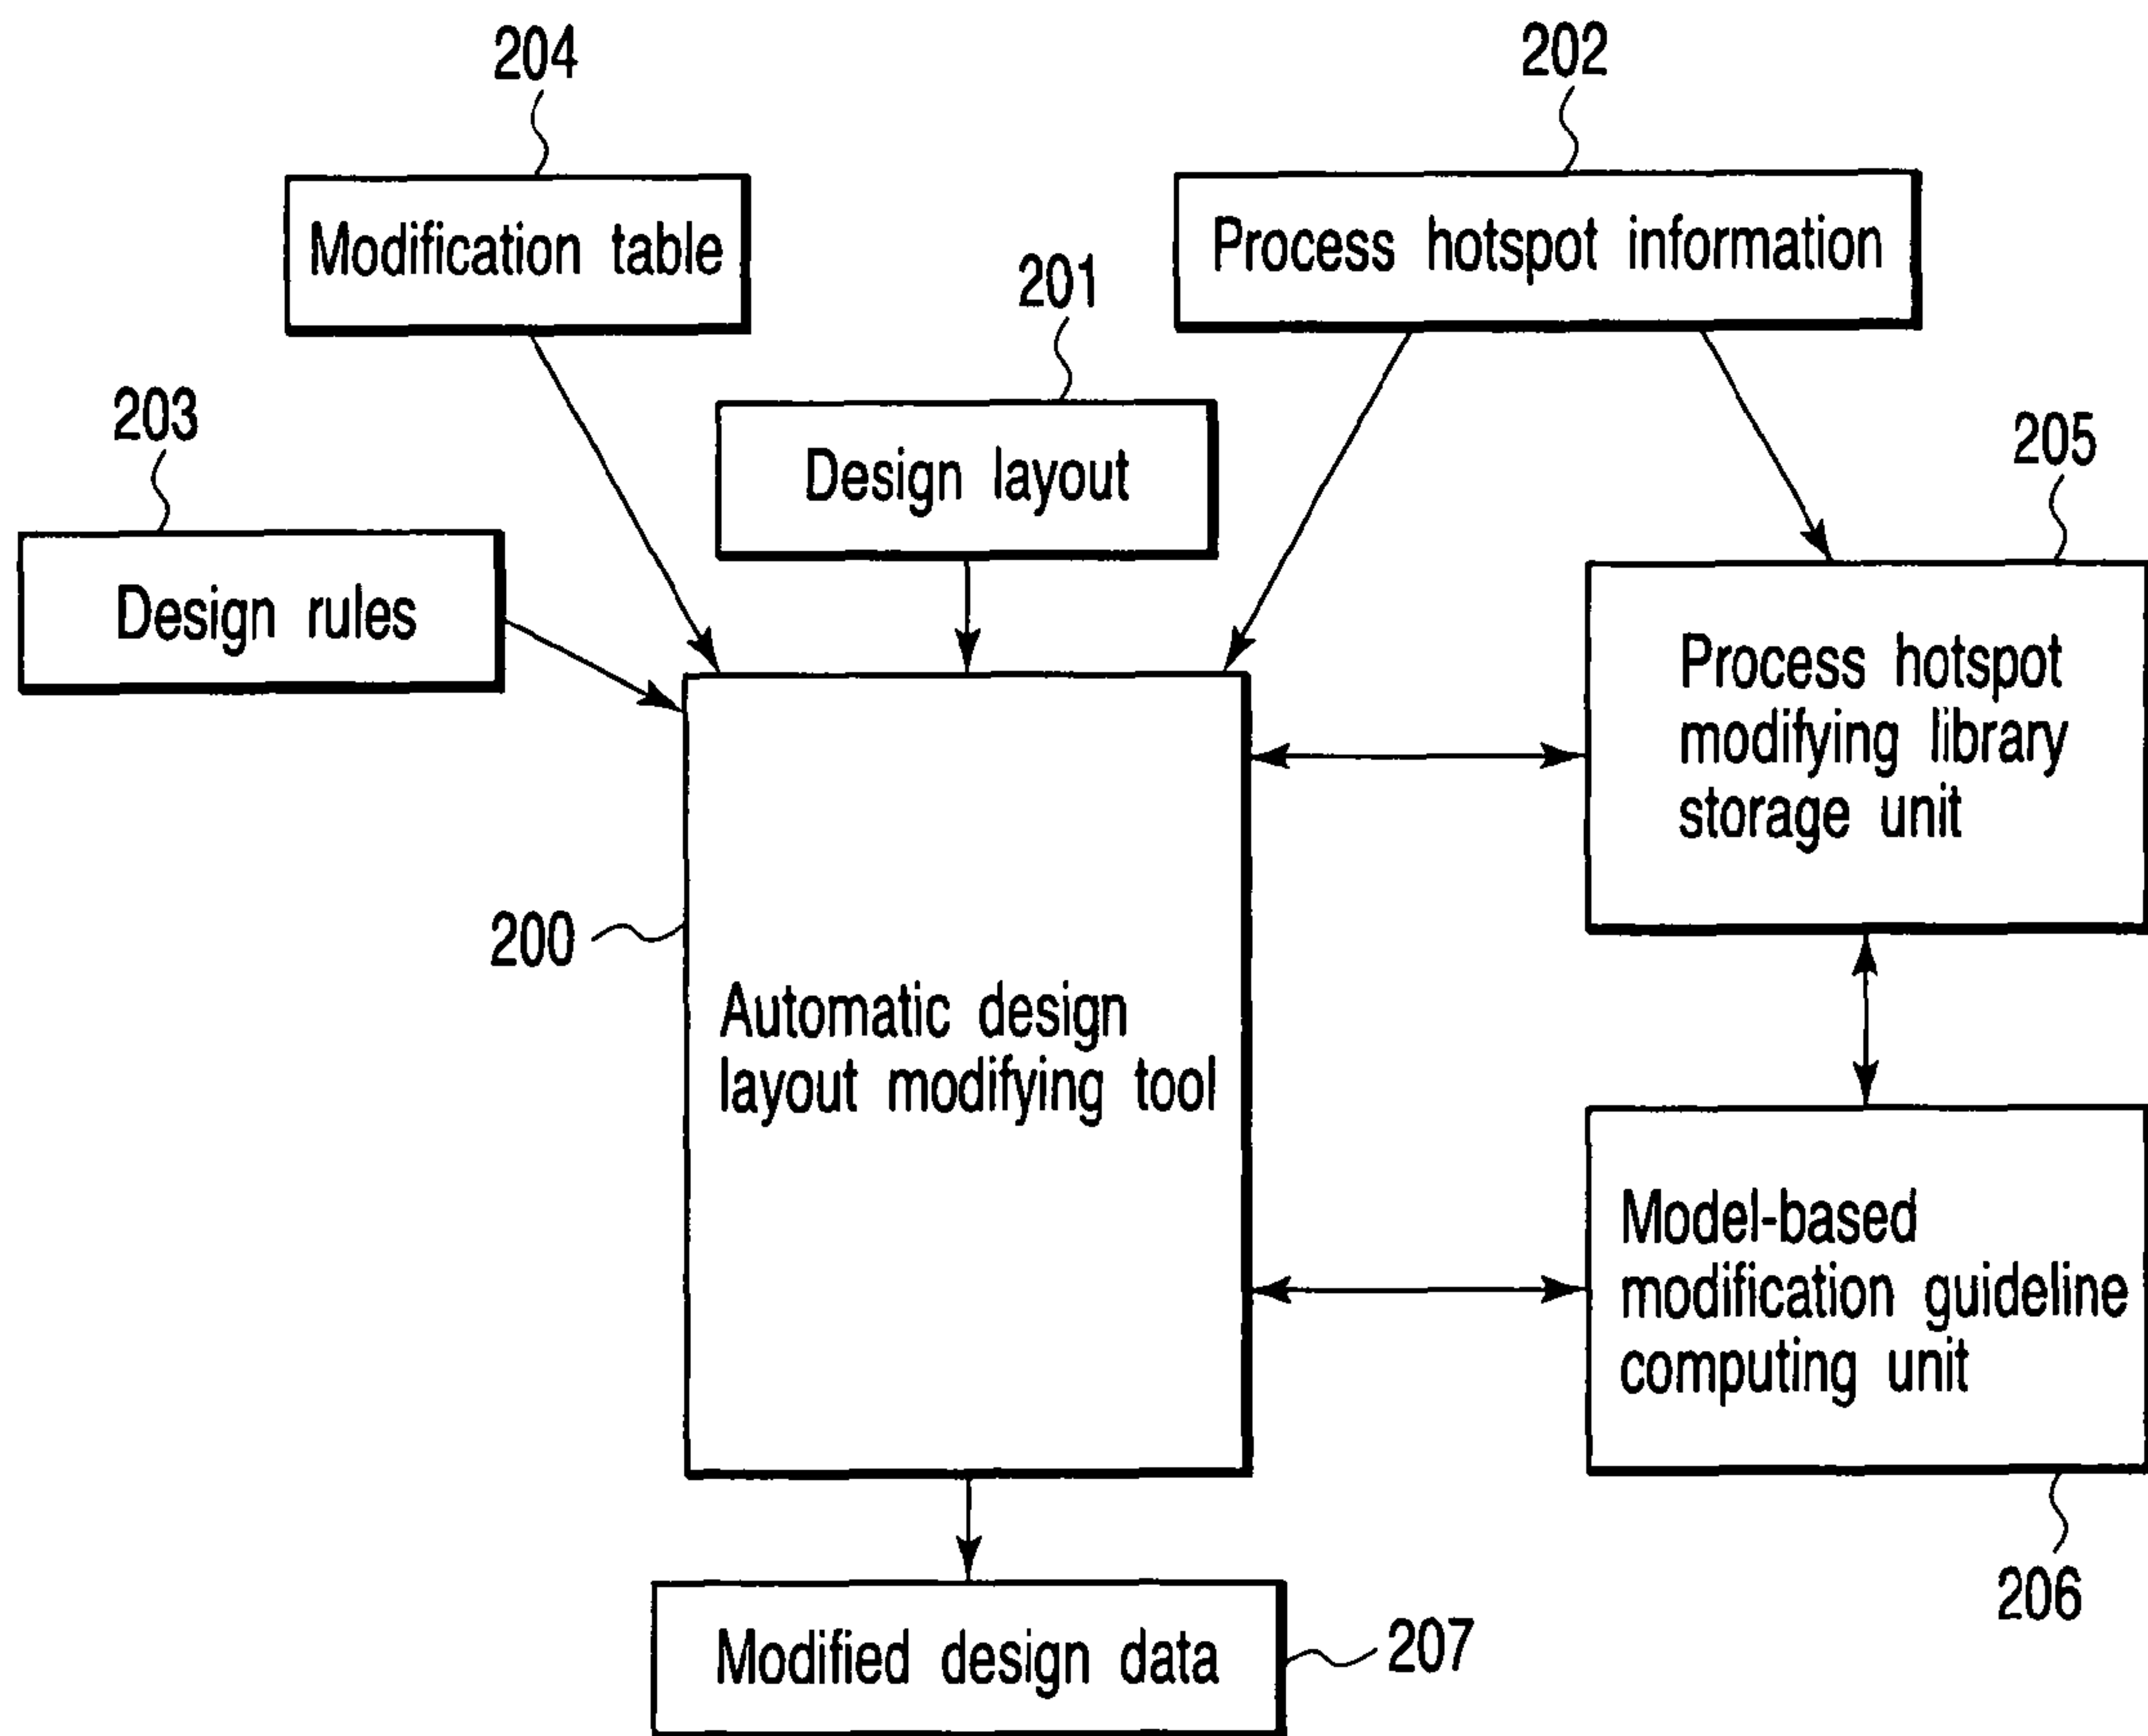 204
202
Modification table
Process hotspot information
201
203
Design layout
205
Design rules
Process hotspot
modifying library
storage unit
200
Automatic design
layout modifying tool
Model-based
modification guideline
computing unit
206
Modified design data
207